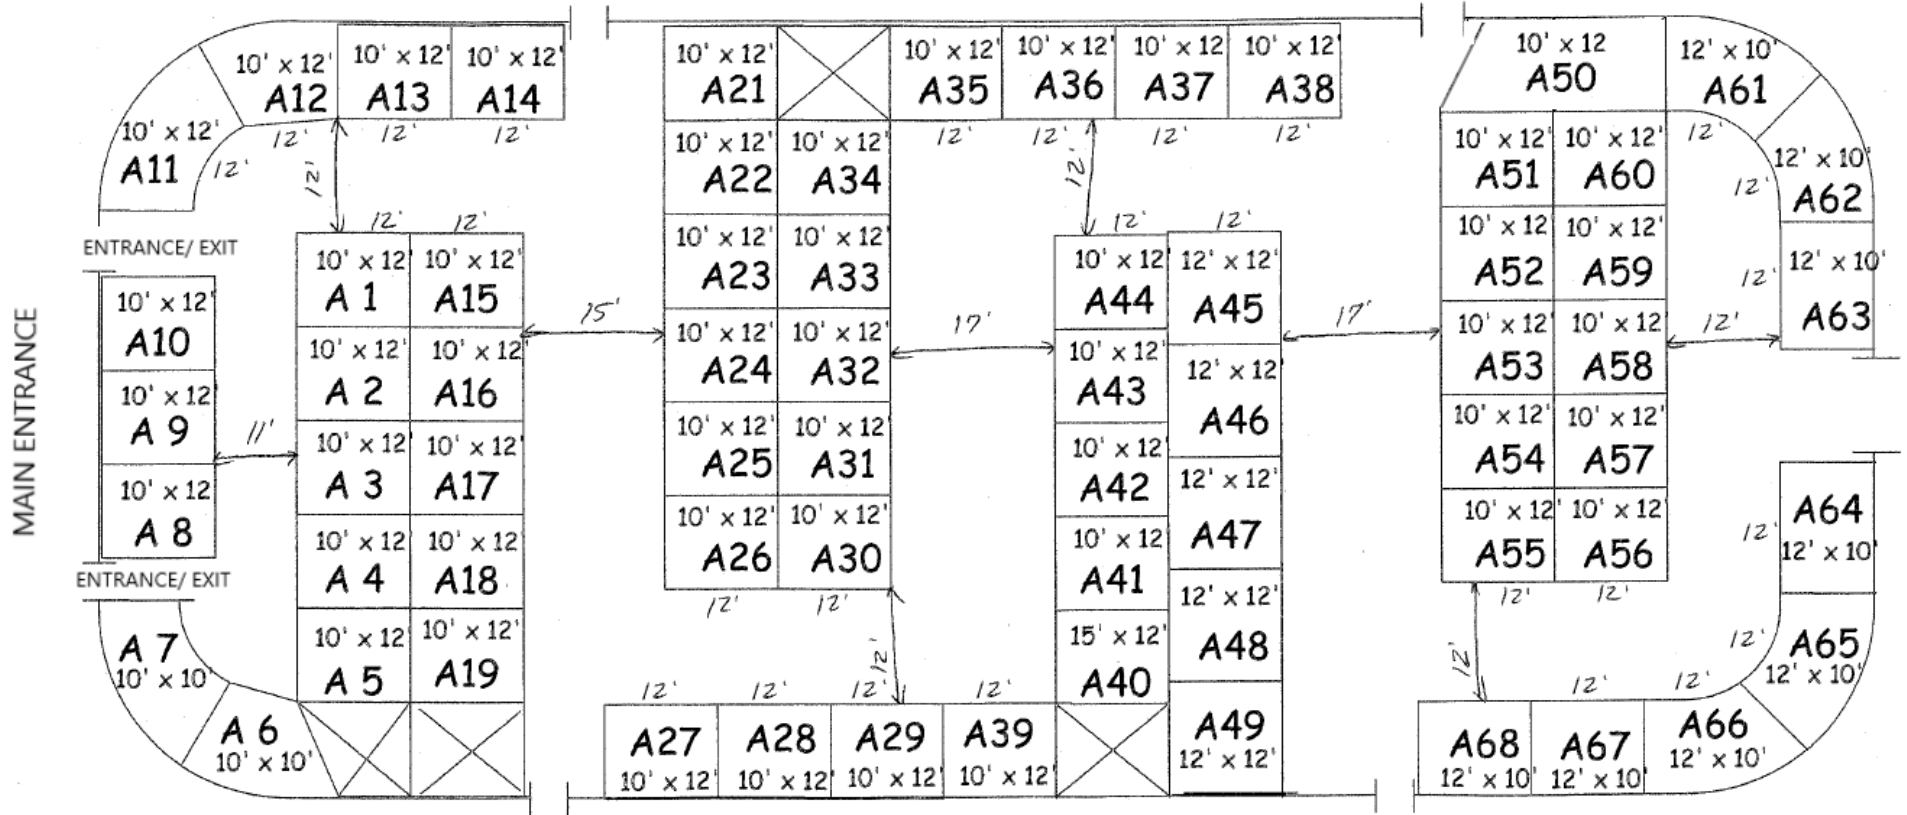 MAIN ENTRANCE
ENTRANCE/ EXIT
10' x 12'
A11
12'
10' x 12'
A12
12'
10' x 12'
A13
12'
10' x 12'
A14
12'
12'
10' x 12'
A10
10' x 12'
A 9
10' x 12
A 8
11'
ENTRANCE/ EXIT
A 7
10' x 10'
A 6
10' x 10'
12'
12'
10' x 12'
A 1
10' x 12'
A15
10' x 12'
A 2
10' x 12
A16
10' x 12'
A 3
10' x 12'
A17
10' x 12'
A 4
10' x 12'
A18
10' x 12'
A 5
10' x 12'
A19
15'
10' x 12'
A21
10' x 12'
A22
10' x 12'
A34
10' x 12'
A23
10' x 12'
A33
10' x 12'
A24
10' x 12'
A32
10' x 12'
A25
10' x 12'
A31
10' x 12'
A26
10' x 12'
A30
12'
12'
12'
10' x 12'
A35
12'
10' x 12'
A36
12'
10' x 12'
A37
12'
10' x 12'
A38
12'
12'
17'
12'
12'
12'
12'
A27
10' x 12'
A28
10' x 12'
A29
10' x 12'
A39
10' x 12'
12'
12'
10' x 12'
A44
12' x 12'
A45
10' x 12'
A43
12' x 12'
A46
10' x 12'
A42
12' x 12'
A47
10' x 12'
A41
12' x 12'
A48
15' x 12'
A40
A49
12' x 12'
17'
10' x 12
A50
10' x 12'
A51
10' x 12'
A60
10' x 12'
A52
10' x 12'
A59
10' x 12'
A53
10' x 12'
A58
10' x 12'
A54
10' x 12'
A57
10' x 12'
A55
10' x 12'
A56
12'
12'
12'
12'
12' x 10'
A61
12'
12' x 10'
A62
12'
12' x 10'
A63
12'
12'
A64
12' x 10'
12'
A65
12' x 10'
12'
A66
12' x 10'
12'
A67
12' x 10'
A68
12' x 10'